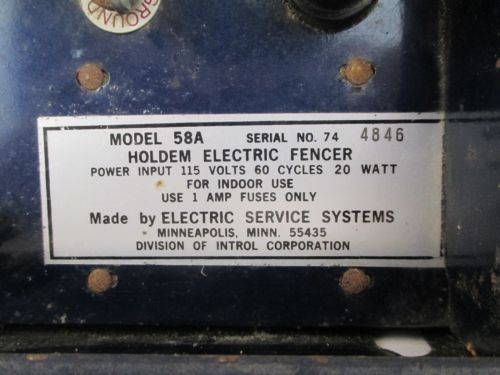 GROUND
MODEL 58A SERIAL NO. 74 4846
HOLDEM ELECTRIC FENCER
POWER INPUT 115 VOLTS 60 CYCLES 20 WATT
FOR INDOOR USE
USE 1 AMP FUSES ONLY
Made by ELECTRIC SERVICE SYSTEMS
MINNEAPOLIS, MINN. 55435
DIVISION OF INTROL CORPORATION